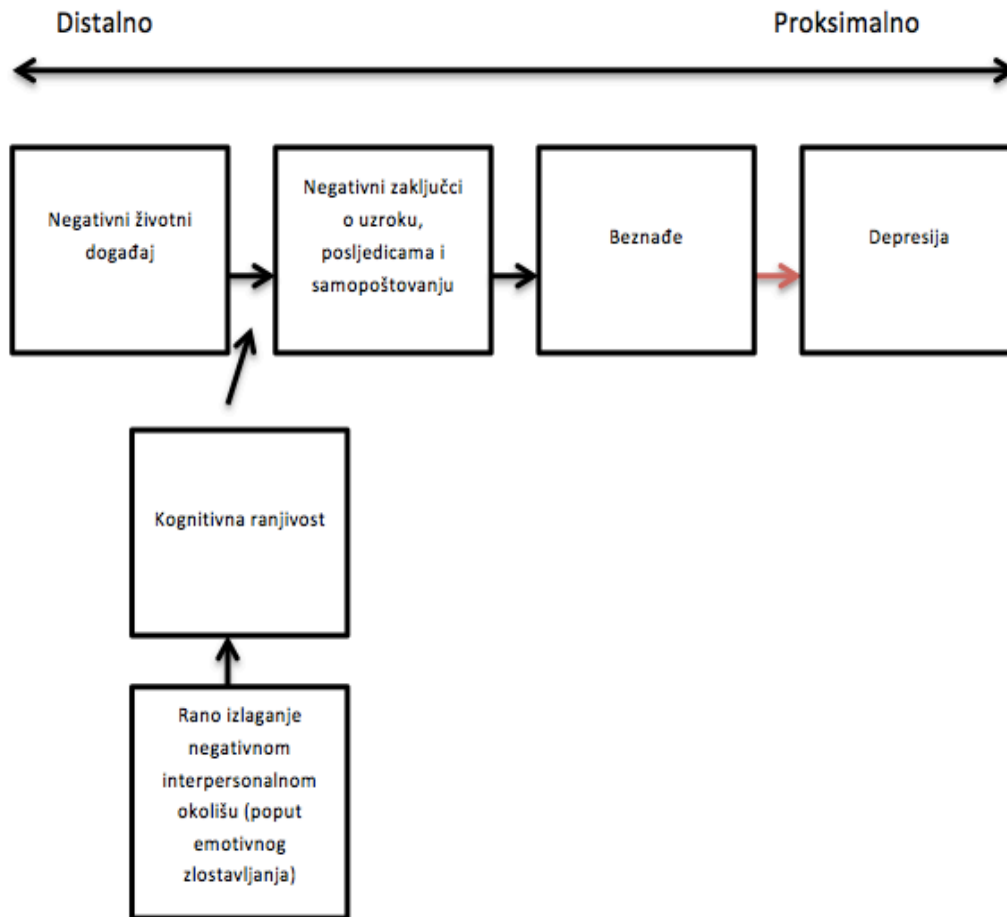 Distalno
Proksimalno
Negativni životni
događaj
Negativni zaključci
o uzroku,
posljedicama i
samopoštovanju
Beznađe
Depresija
Kognitivna ranjivost
Rano izlaganje
negativnom
interpersonalnom
okolišu (poput
emotivnog
zlostavljanja)